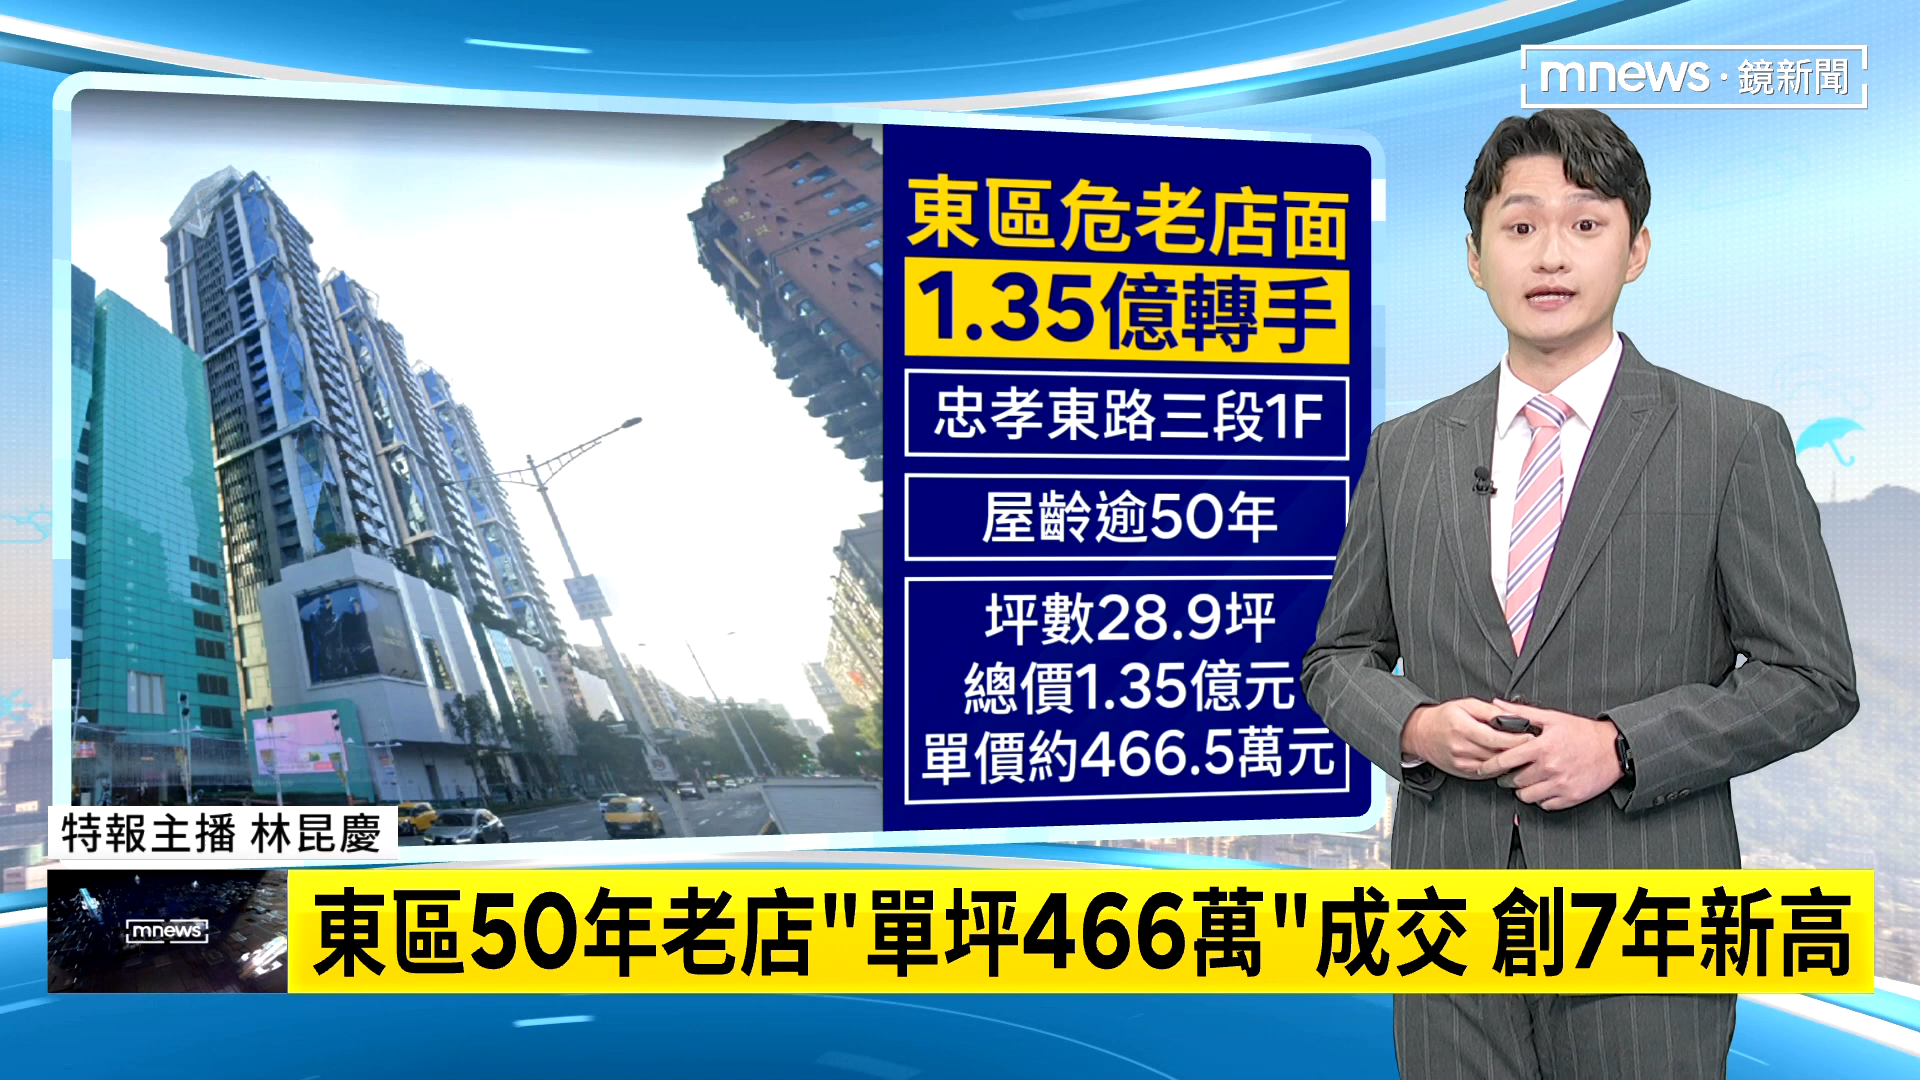 mnews·鏡新聞
東區危老店面
1.35億轉手
忠孝東路三段1F
屋齡逾50年
坪數28.9坪
總價1.35億元
單價約466.5萬元
特報主播 林昆慶
mnews
東區50年老店"單坪466萬"成交 創7年新高